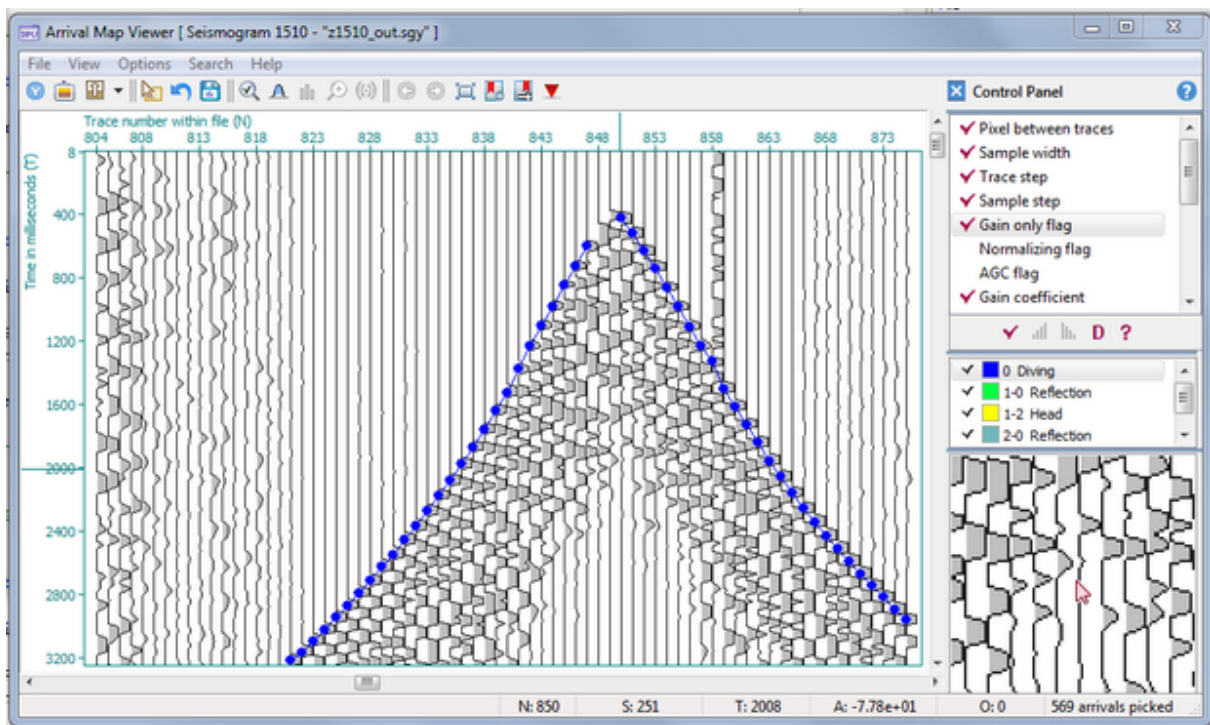 Arrival Map Viewer [ Seismogram 1510 - "z1510_out.sgy" ]
File View Options Search Help
Trace number within file (N)
804 808 813 818 823 828 833 838 843 848 853 858 863 868 873
Time in milliseconds (T)
8
400
800
1200
1600
2000
2400
2800
3200
Control Panel
Pixel between traces
Sample width
Trace step
Sample step
Gain only flag
Normalizing flag
AGC flag
Gain coefficient
D ?
0 Diving
1-0 Reflection
1-2 Head
2-0 Reflection
N: 850 S: 251 T: 2008 A: -7.78e+01 O: 0 569 arrivals picked